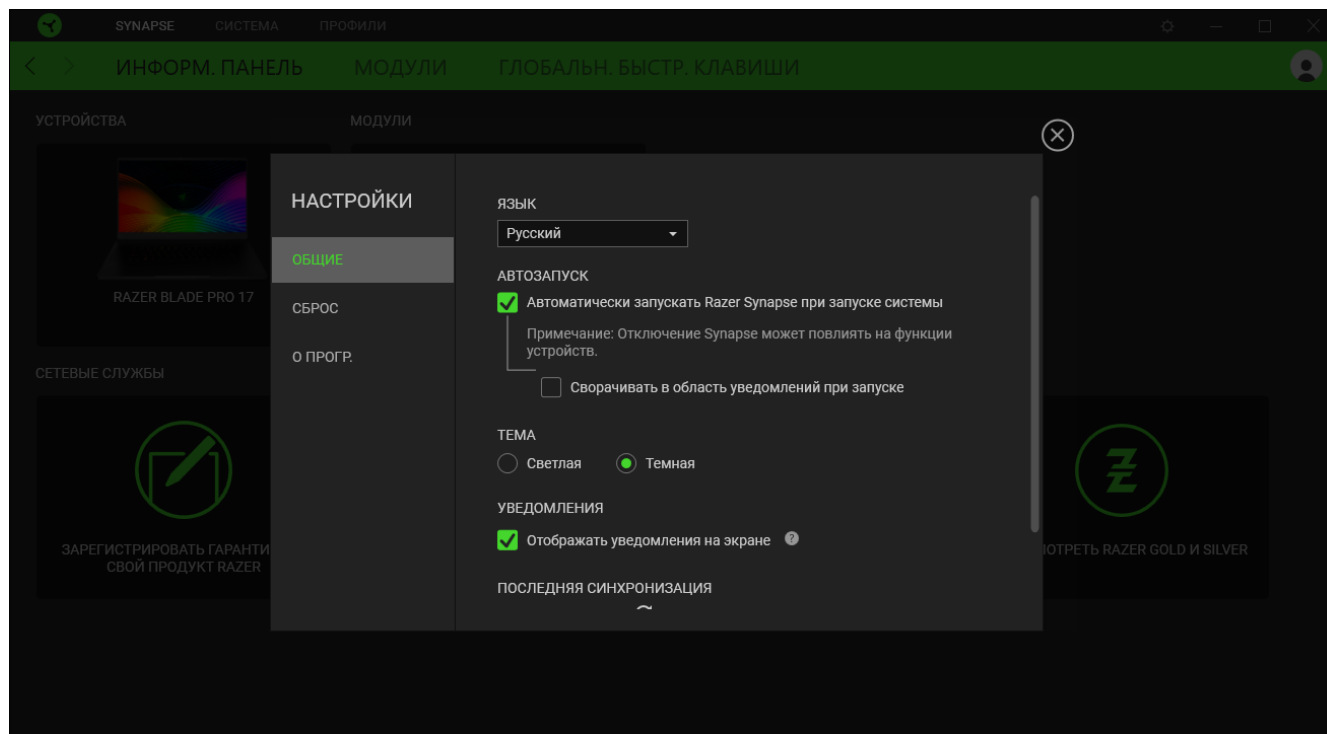 SYNAPSE СИСТЕМА ПРОФИЛИ
ИНФОРМ. ПАНЕЛЬ МОДУЛИ ГЛОБАЛЬН. БЫСТР. КЛАВИШИ
УСТРОЙСТВА МОДУЛИ
RAZER BLADE PRO 17
СЕТЕВЫЕ СЛУЖБЫ
ЗАРЕГИСТРИРОВАТЬ ГАРАНТИ
СВОЙ ПРОДУКТ RAZER
НАСТРОЙКИ
ОБЩИЕ
СБРОС
О ПРОГР.
ЯЗЫК
Русский
АВТОЗАПУСК
Автоматически запускать Razer Synapse при запуске системы
Примечание: Отключение Synapse может повлиять на функции
устройств.
Сворачивать в область уведомлений при запуске
ТЕМА
Светлая Темная
УВЕДОМЛЕНИЯ
Отображать уведомления на экране ?
ПОСЛЕДНЯЯ СИНХРОНИЗАЦИЯ
ОТРЕТЬ RAZER GOLD И SILVER